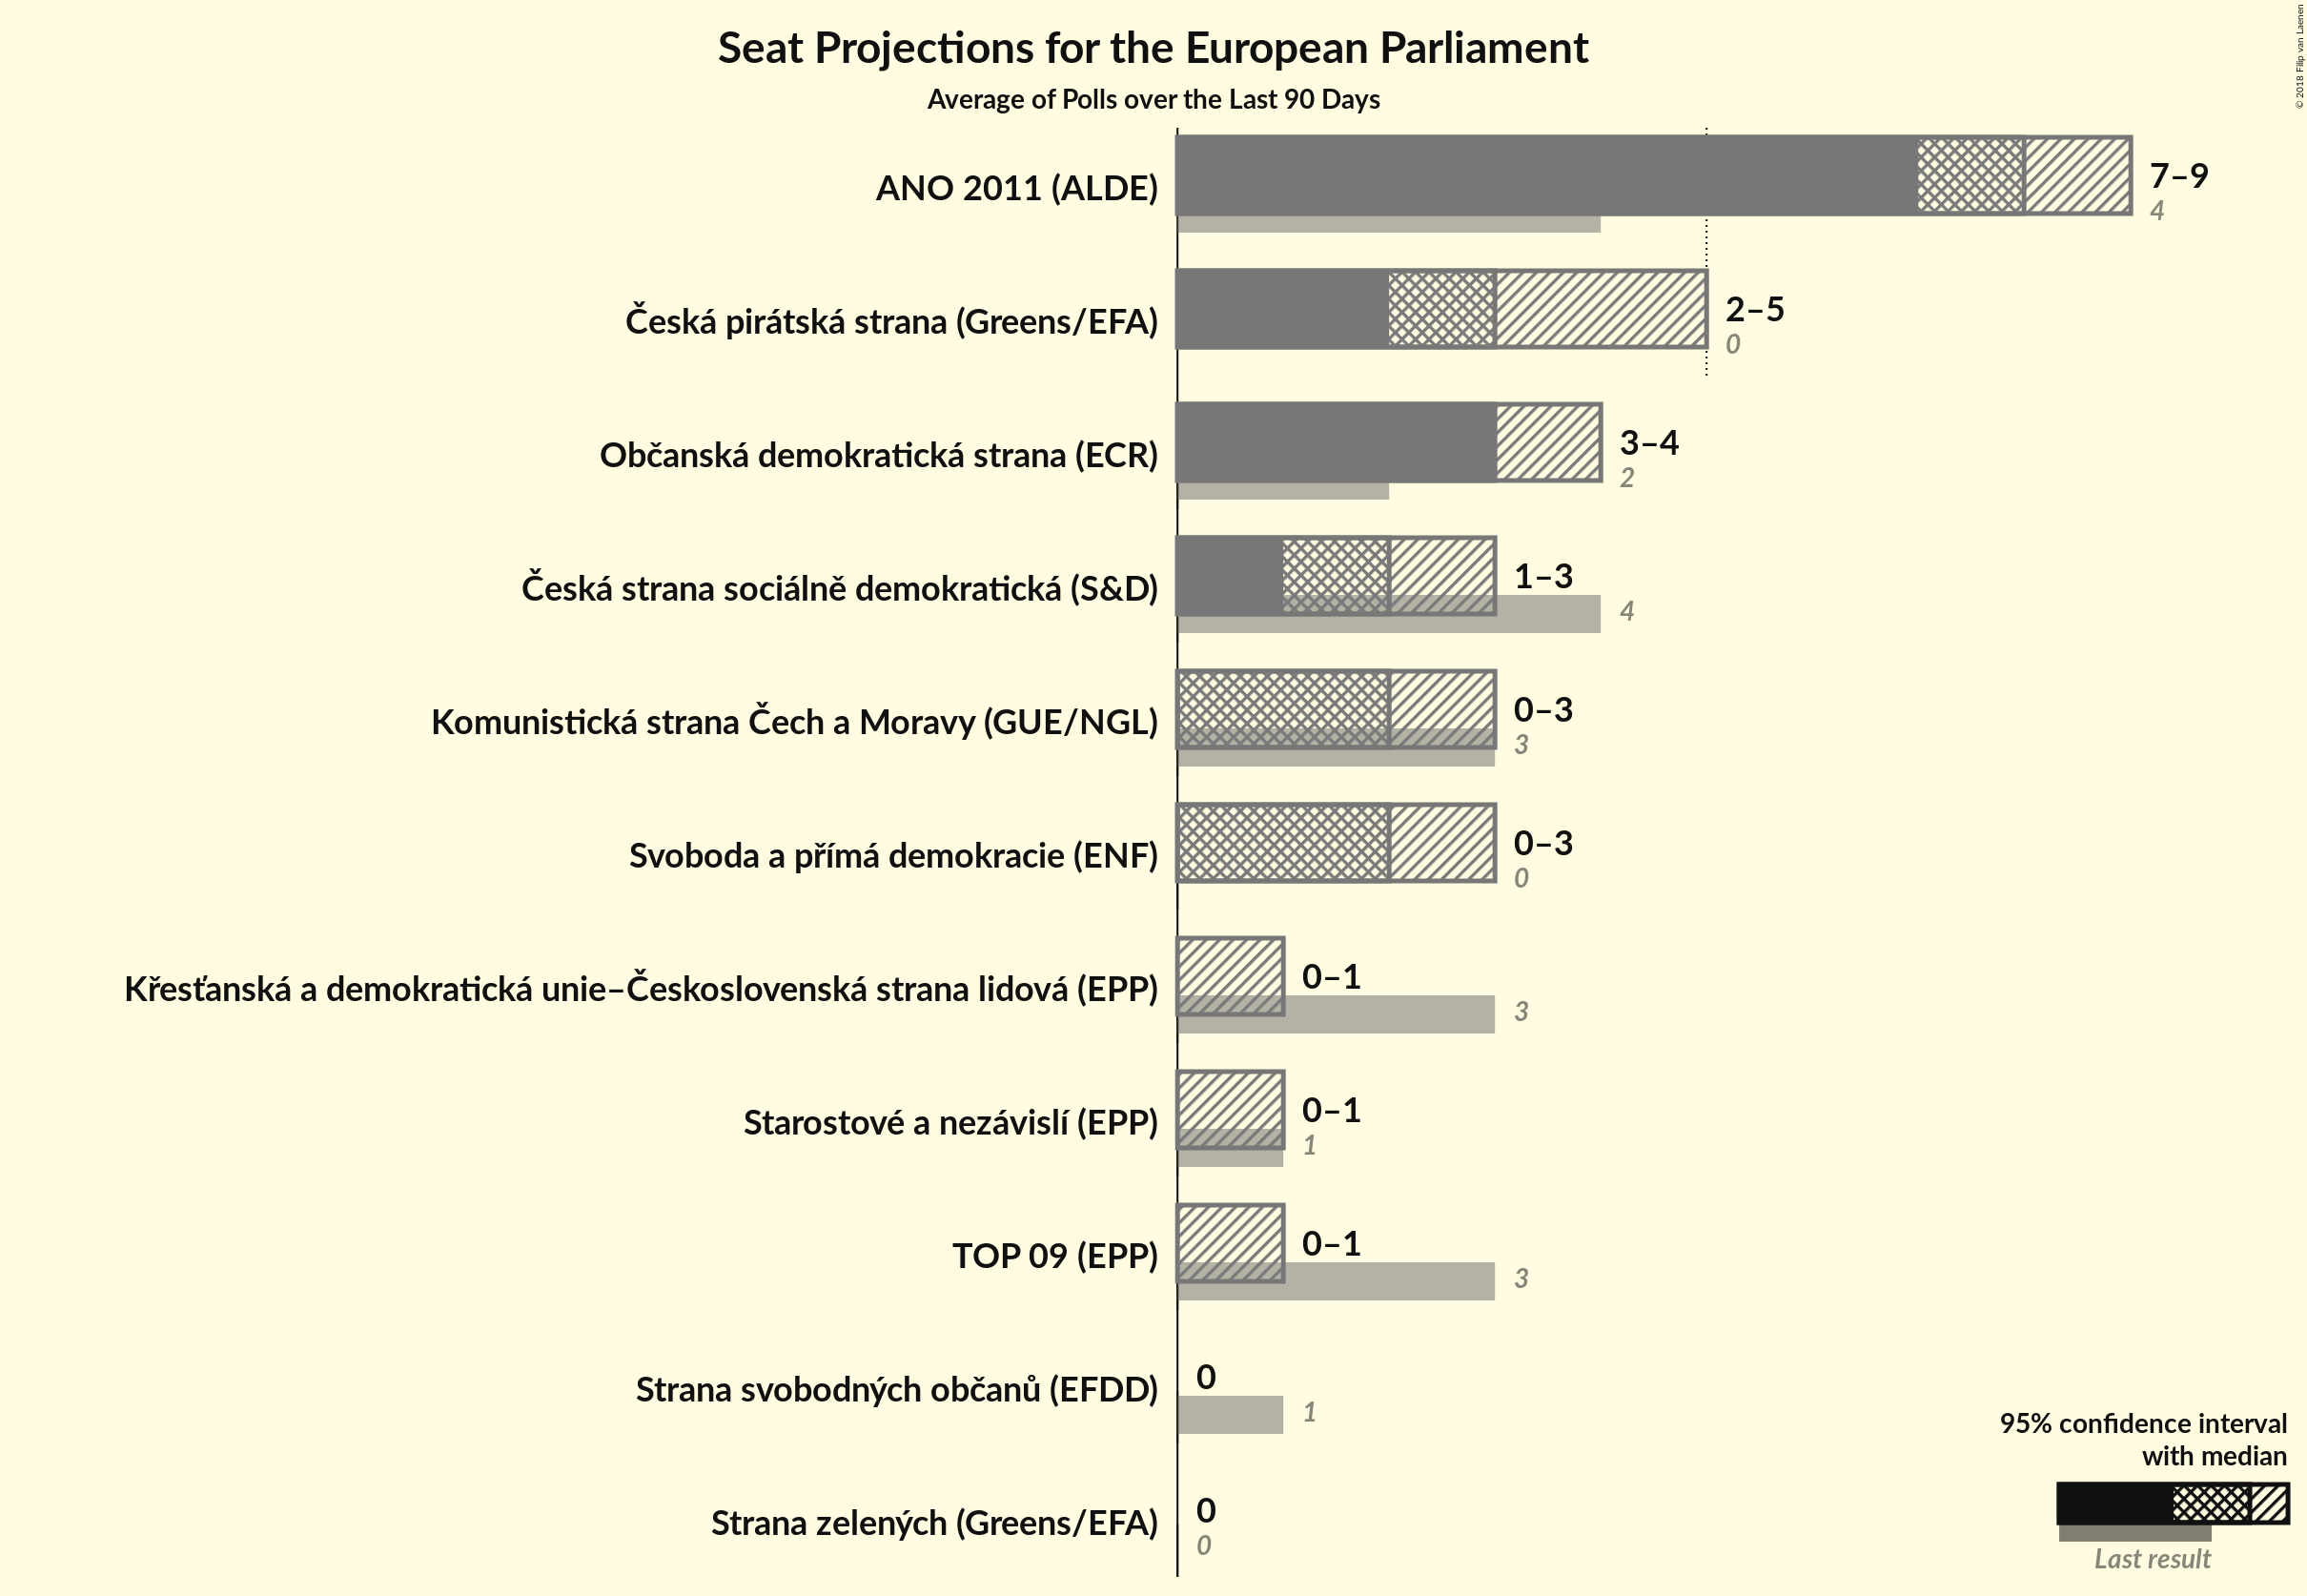 Seat Projections for the European Parliament
Average of Polls over the Last 90 Days
© 2018 Filip van Laenen
ANO 2011 (ALDE)
7–9
4
Česká pirátská strana (Greens/EFA)
2–5
0
Občanská demokratická strana (ECR)
3–4
2
Česká strana sociálně demokratická (S&D)
1–3
4
Komunistická strana Čech a Moravy (GUE/NGL)
0–3
3
Svoboda a přímá demokracie (ENF)
0–3
0
Křesťanská a demokratická unie–Československá strana lidová (EPP)
0–1
3
Starostové a nezávislí (EPP)
0–1
1
TOP 09 (EPP)
0–1
3
Strana svobodných občanů (EFDD)
0
1
Strana zelených (Greens/EFA)
0
0
95% confidence interval
with median
Last result